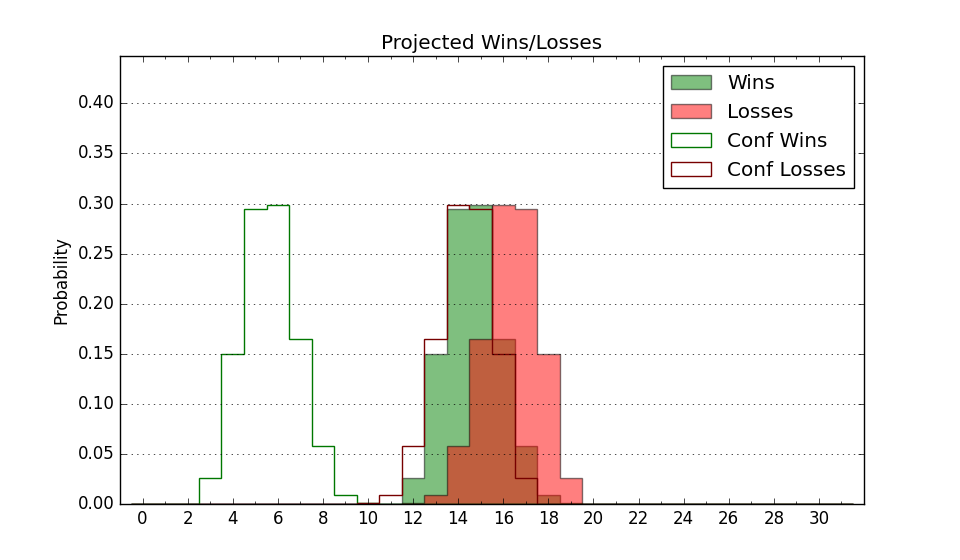 Projected Wins/Losses
Wins
Losses
Conf Wins
Conf Losses
Probability
0.40
0.35
0.30
0.25
0.20
0.15
0.10
0.05
0.00
0 2 4 6 8 10 12 14 16 18 20 22 24 26 28 30